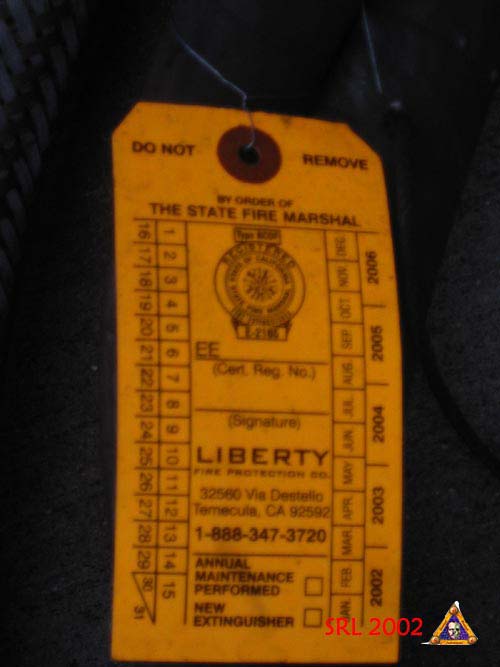 DO NOT REMOVE
BY ORDER OF
THE STATE FIRE MARSHAL
16 17 18 19 20 21 22 23 24 25 26 27 28 29 30 31
1 2 3 4 5 6 7 8 9 10 11 12 13 14 15
REGISTERED
E-2185
EE
(Cert. Reg. No.)
(Signature)
LIBERTY
FIRE PROTECTION CO.
32560 Via Destello
Temecula, CA 92592
1-888-347-3720
ANNUAL
MAINTENANCE
PERFORMED
NEW
EXTINGUISHER
JAN. FEB. MAR. APR. MAY JUN. JUL. AUG. SEP. OCT. NOV. DEC.
2002 2003 2004 2005 2006
SRL 2002